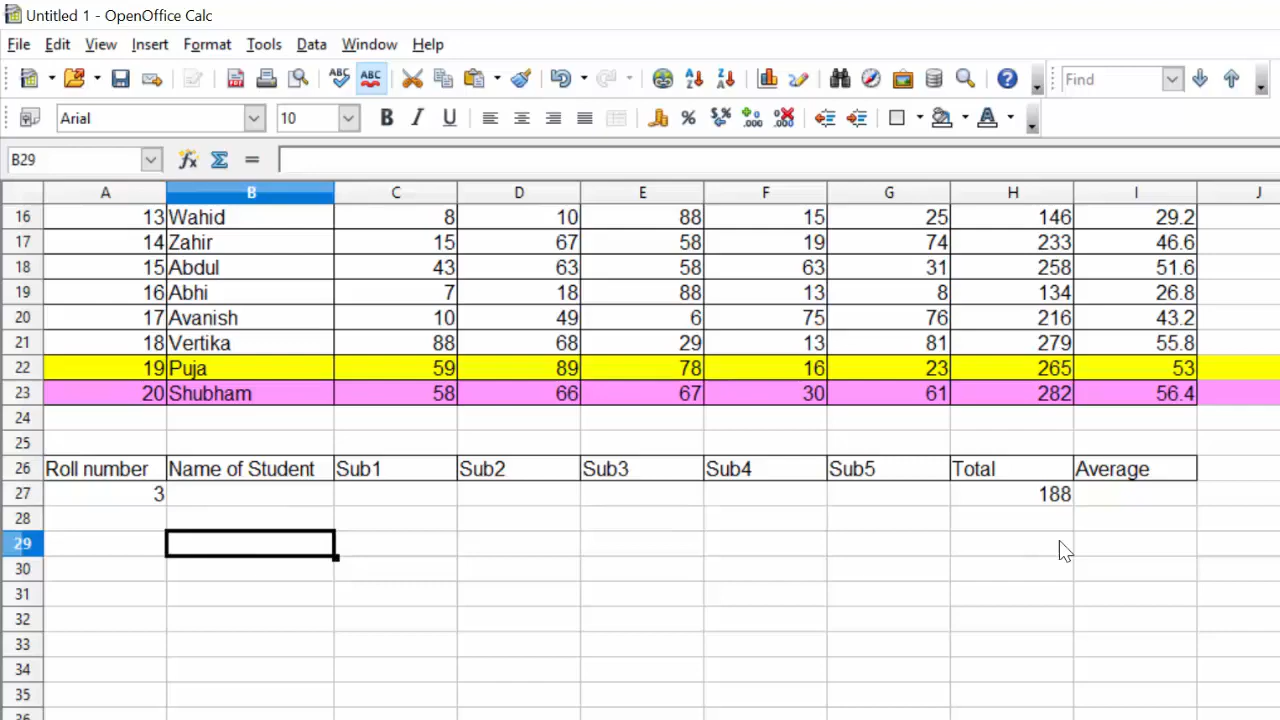 Untitled 1 - OpenOffice Calc
File Edit View Insert Format Tools Data Window Help
ABC ABC Find
Arial 10 B I U
B29
A B C D E F G H I J
16 13 Wahid 8 10 88 15 25 146 29.2
17 14 Zahir 15 67 58 19 74 233 46.6
18 15 Abdul 43 63 58 63 31 258 51.6
19 16 Abhi 7 18 88 13 8 134 26.8
20 17 Avanish 10 49 6 75 76 216 43.2
21 18 Vertika 88 68 29 13 81 279 55.8
22 19 Puja 59 89 78 16 23 265 53
23 20 Shubham 58 66 67 30 61 282 56.4
24
25
26 Roll number Name of Student Sub1 Sub2 Sub3 Sub4 Sub5 Total Average
27 3 188
28
29
30
31
32
33
34
35
36